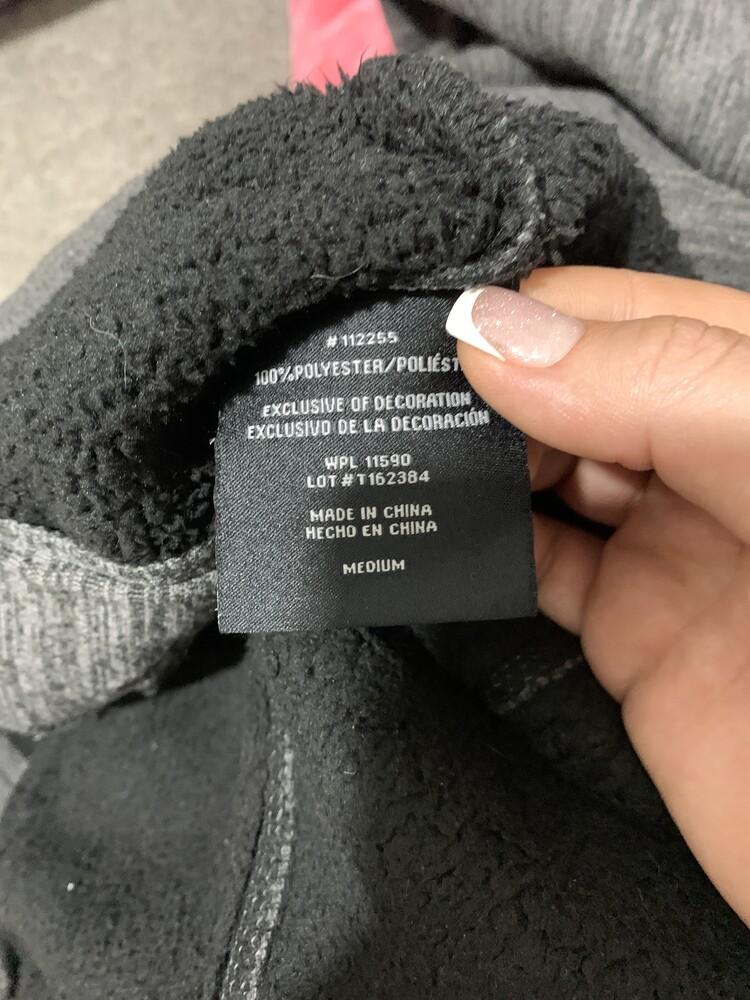 #112255
100%POLYESTER/POLIÉST
EXCLUSIVE OF DECORATION
EXCLUSIVO DE LA DECORACIÓN
WPL 11590
LOT #T162384
MADE IN CHINA
HECHO EN CHINA
MEDIUM